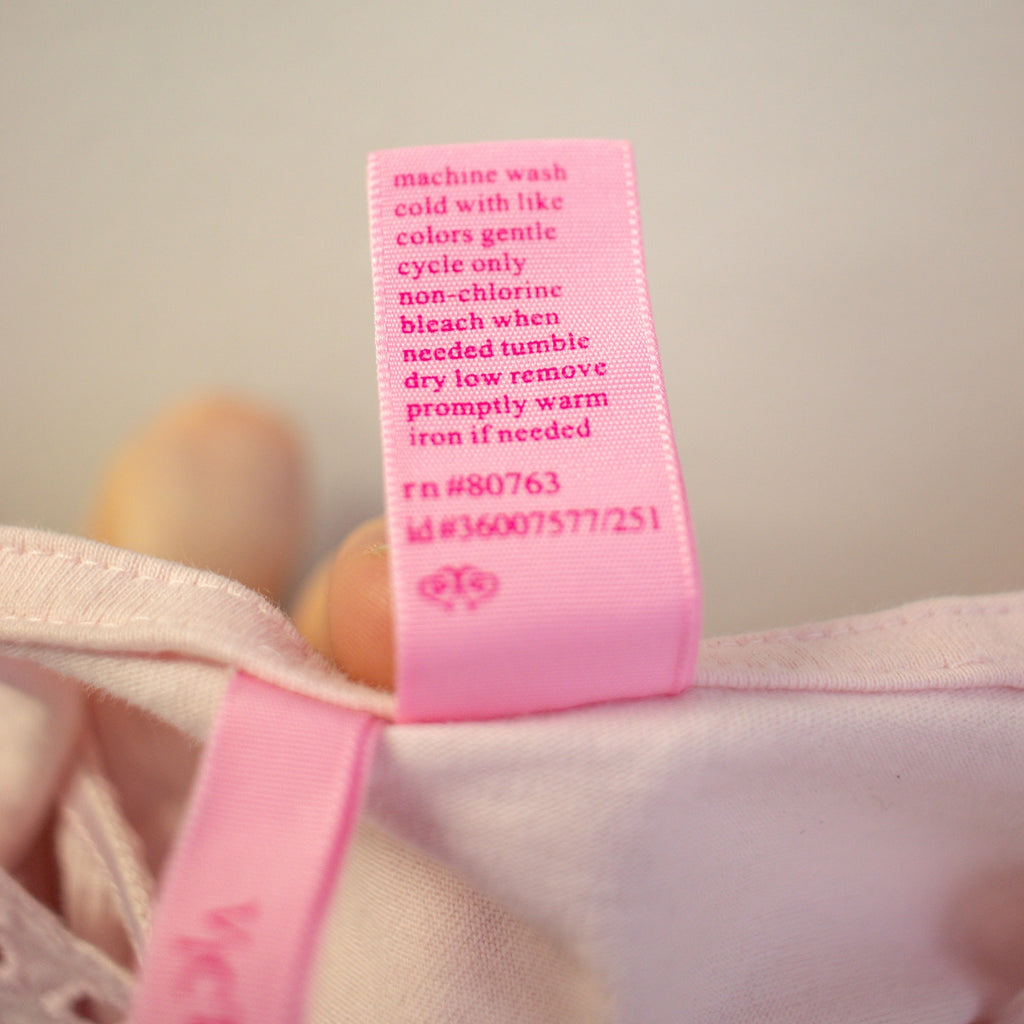 machine wash
cold with like
colors gentle
cycle only
non-chlorine
bleach when
needed tumble
dry low remove
promptly warm
iron if needed
rn #80763
id #36007577/251